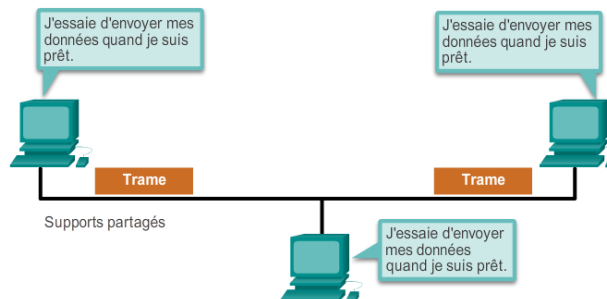 J'essaie d'envoyer mes
données quand je suis
prêt.
J'essaie d'envoyer mes
données quand je suis
prêt.
Trame
Trame
Supports partagés
J'essaie d'envoyer
mes données
quand je suis prêt.